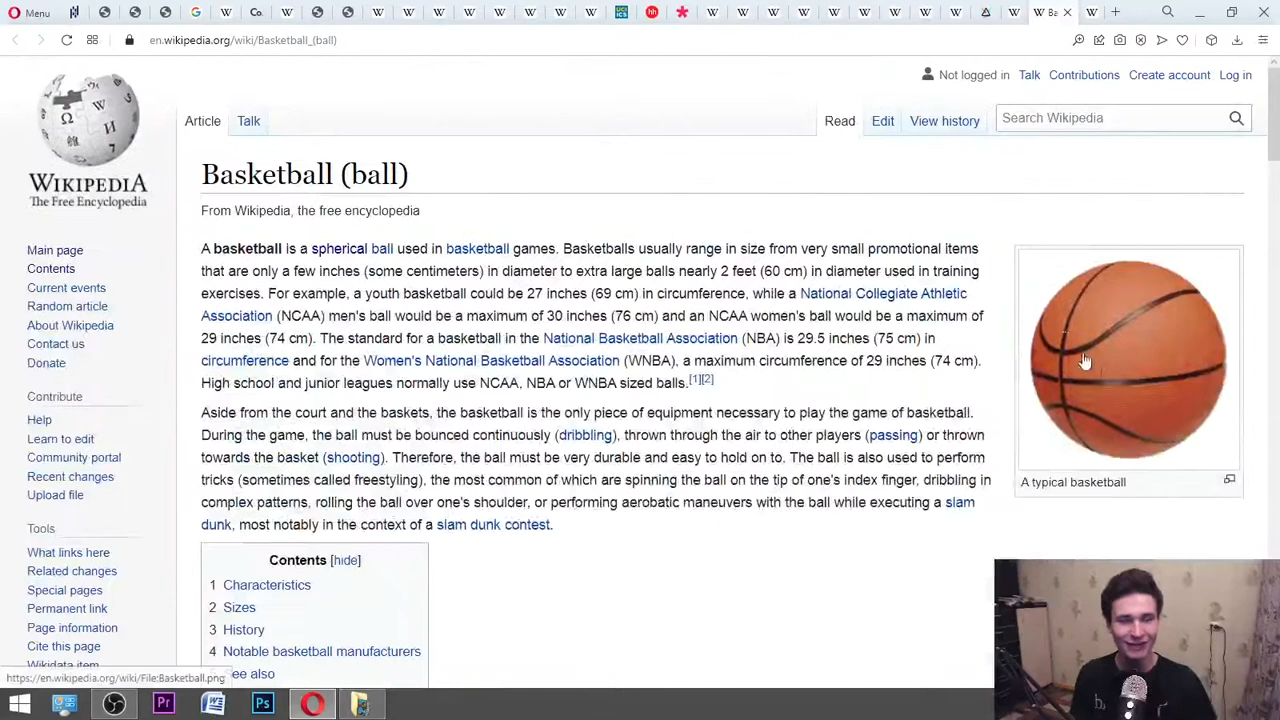 Menu
Co.
UCI
ICS
hh
Ba
en.wikipedia.org/wiki/Basketball_(ball)
Not logged in Talk Contributions Create account Log in
Article Talk Read Edit View history Search Wikipedia
WIKIPEDIA
The Free Encyclopedia
Basketball (ball)
From Wikipedia, the free encyclopedia
Main page
Contents
Current events
Random article
About Wikipedia
Contact us
Donate
Contribute
Help
Learn to edit
Community portal
Recent changes
Upload file
Tools
What links here
Related changes
Special pages
Permanent link
Page information
Cite this page
Wikidata item
A basketball is a spherical ball used in basketball games. Basketballs usually range in size from very small promotional items
that are only a few inches (some centimeters) in diameter to extra large balls nearly 2 feet (60 cm) in diameter used in training
exercises. For example, a youth basketball could be 27 inches (69 cm) in circumference, while a National Collegiate Athletic
Association (NCAA) men's ball would be a maximum of 30 inches (76 cm) and an NCAA women's ball would be a maximum of
29 inches (74 cm). The standard for a basketball in the National Basketball Association (NBA) is 29.5 inches (75 cm) in
circumference and for the Women's National Basketball Association (WNBA), a maximum circumference of 29 inches (74 cm).
High school and junior leagues normally use NCAA, NBA or WNBA sized balls.[1][2]
Aside from the court and the baskets, the basketball is the only piece of equipment necessary to play the game of basketball.
During the game, the ball must be bounced continuously (dribbling), thrown through the air to other players (passing) or thrown
towards the basket (shooting). Therefore, the ball must be very durable and easy to hold on to. The ball is also used to perform
tricks (sometimes called freestyling), the most common of which are spinning the ball on the tip of one's index finger, dribbling in
complex patterns, rolling the ball over one's shoulder, or performing aerobatic maneuvers with the ball while executing a slam
dunk, most notably in the context of a slam dunk contest.
A typical basketball
Contents [hide]
1 Characteristics
2 Sizes
3 History
4 Notable basketball manufacturers
See also
https://en.wikipedia.org/wiki/File:Basketball.png
Pr
W
Ps